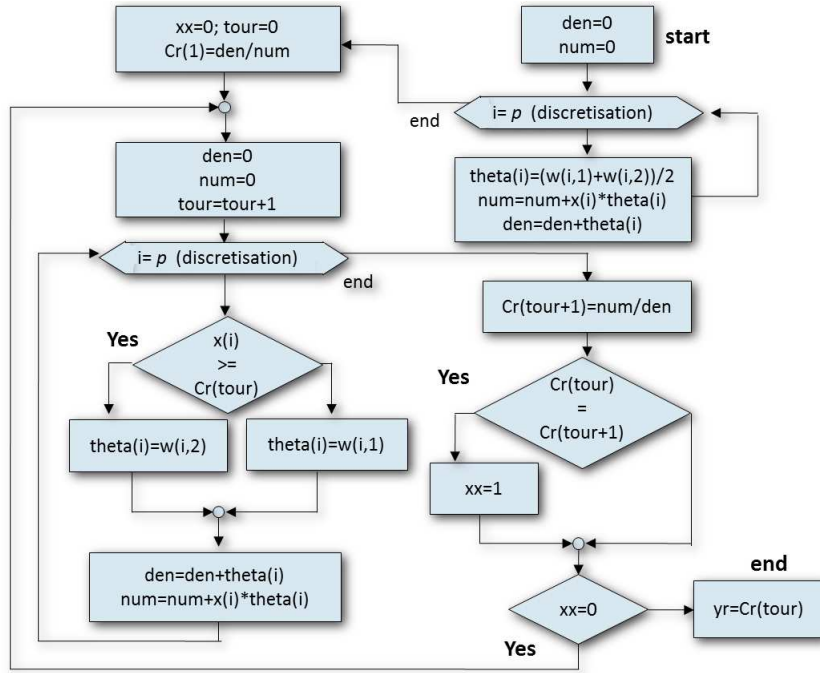 den=0
num=0
start
i= p (discretisation)
end
theta(i)=(w(i,1)+w(i,2))/2
num=num+x(i)*theta(i)
den=den+theta(i)
xx=0; tour=0
Cr(1)=den/num
den=0
num=0
tour=tour+1
i= p (discretisation)
end
x(i)
>=
Cr(tour)
Yes
theta(i)=w(i,2)
theta(i)=w(i,1)
den=den+theta(i)
num=num+x(i)*theta(i)
Cr(tour+1)=num/den
Cr(tour)
=
Cr(tour+1)
Yes
xx=1
xx=0
Yes
end
yr=Cr(tour)